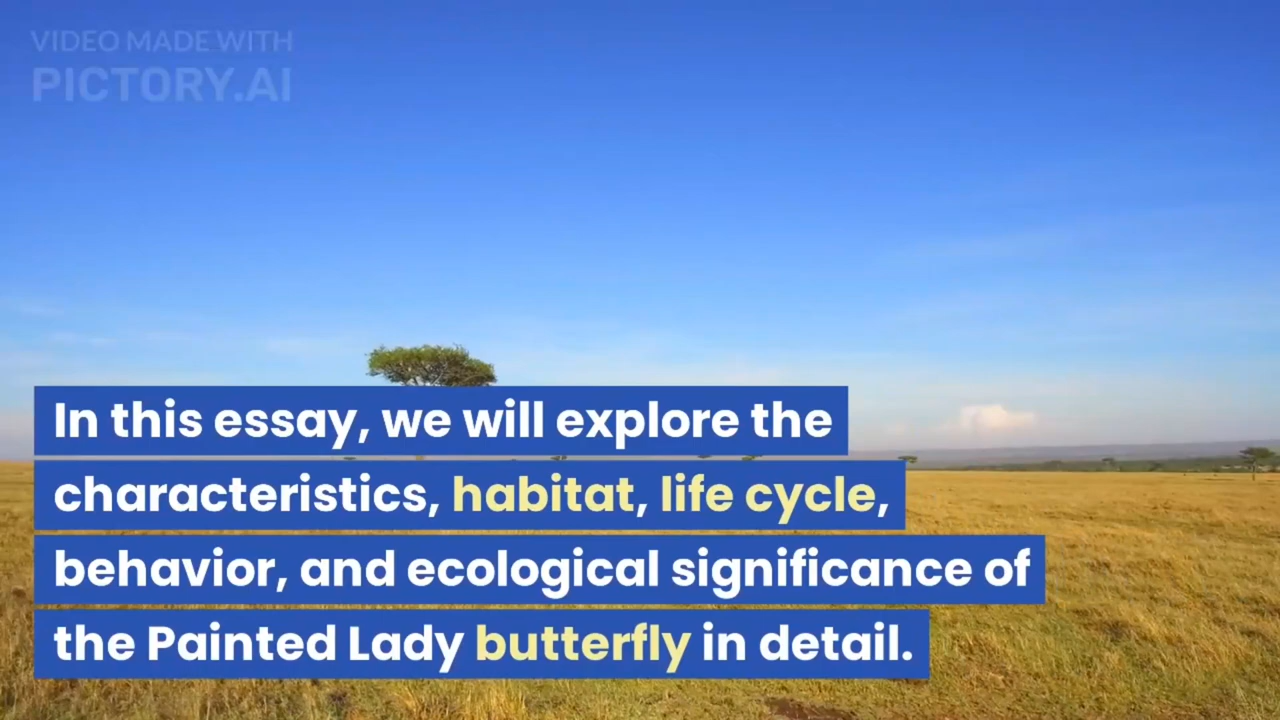 VIDEO MADE WITH
PICTORY.AI
In this essay, we will explore the
characteristics, habitat, life cycle,
behavior, and ecological significance of
the Painted Lady butterfly in detail.